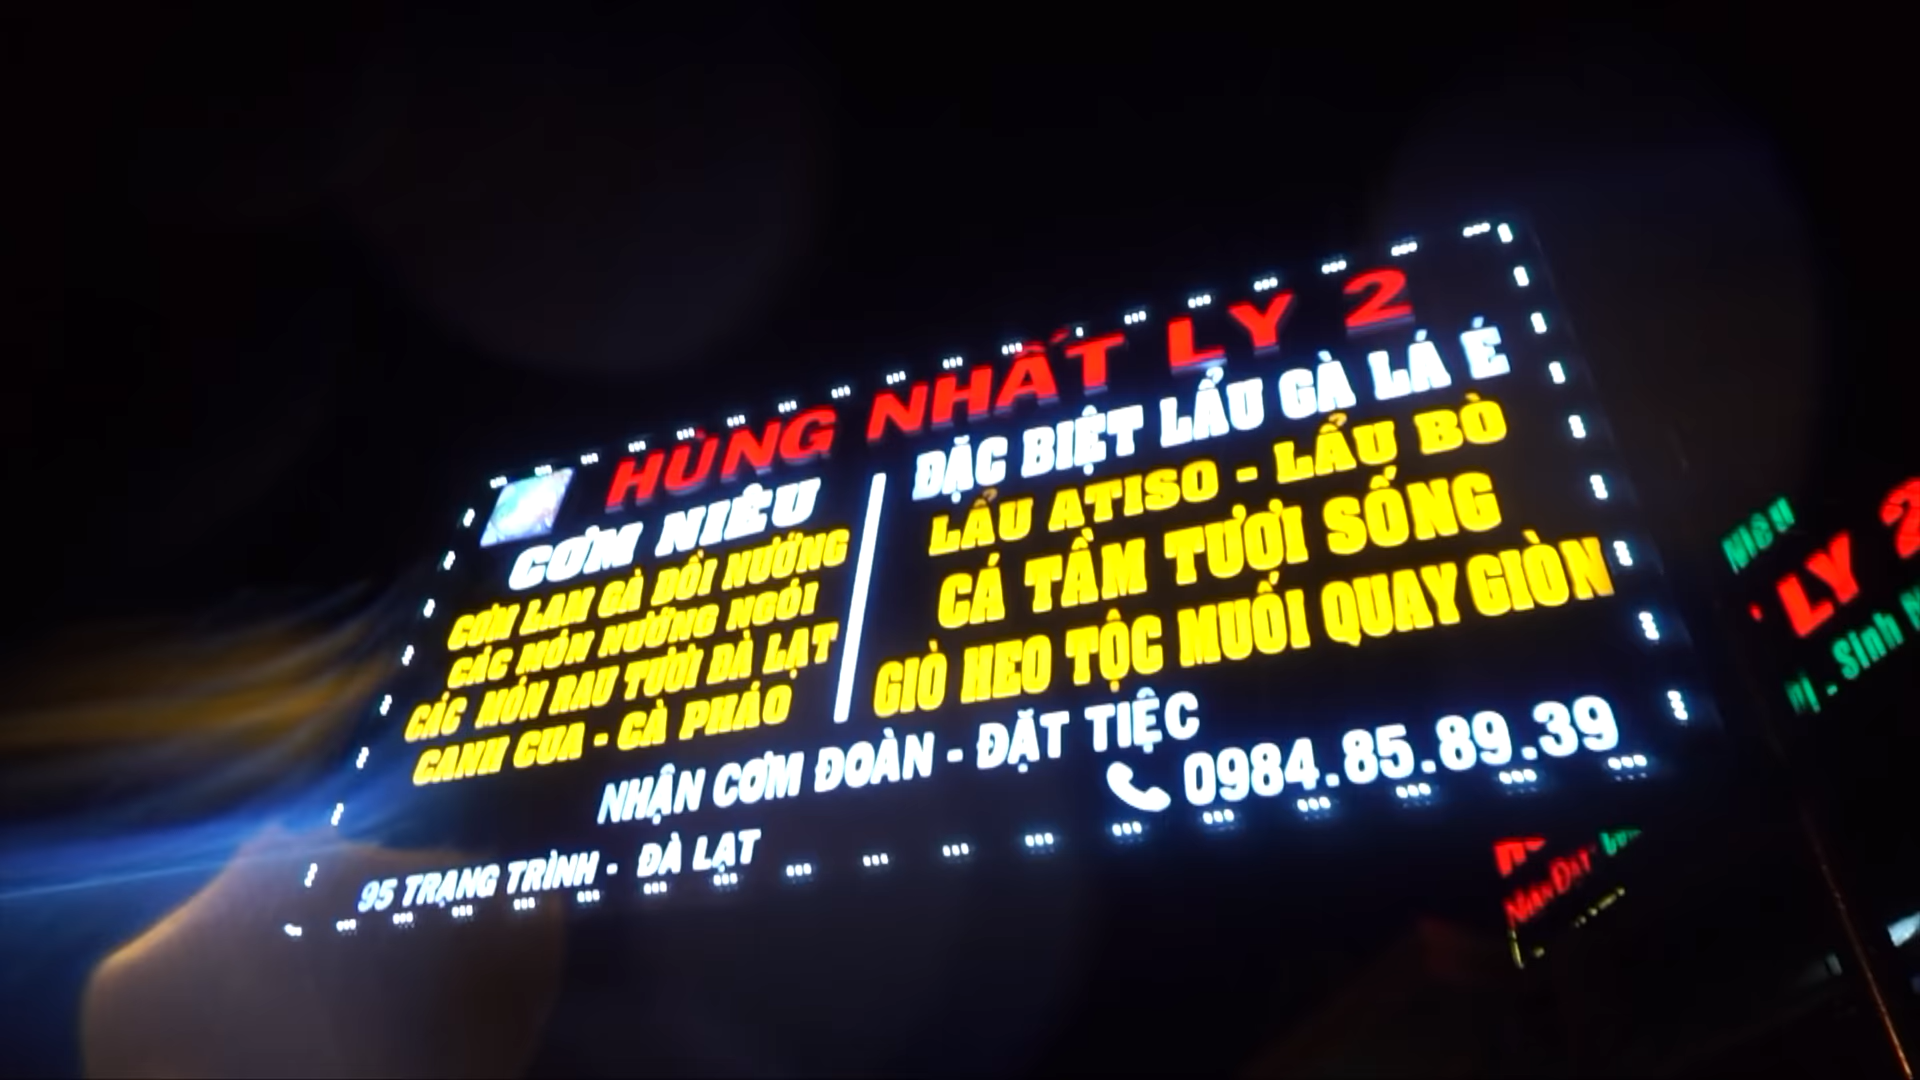 HÙNG NHẤT LY 2
CƠM NIÊU
CƠM LAM GÀ ĐỒI NƯỚNG
CÁC MÓN NƯỚNG NGÓI
CÁC MÓN RAU TƯƠI ĐÀ LẠT
CANH CUA - CÀ PHÁO
ĐẶC BIỆT LẨU GÀ LÁ É
LẨU ATISO - LẨU BÒ
CÁ TẦM TƯƠI SỐNG
GIÒ HEO TỘC MUỐI QUAY GIÒN
NHẬN CƠM ĐOÀN - ĐẶT TIỆC
0984.85.89.39
95 TRẠNG TRÌNH - ĐÀ LẠT
Niêu
LY 2
Sinh